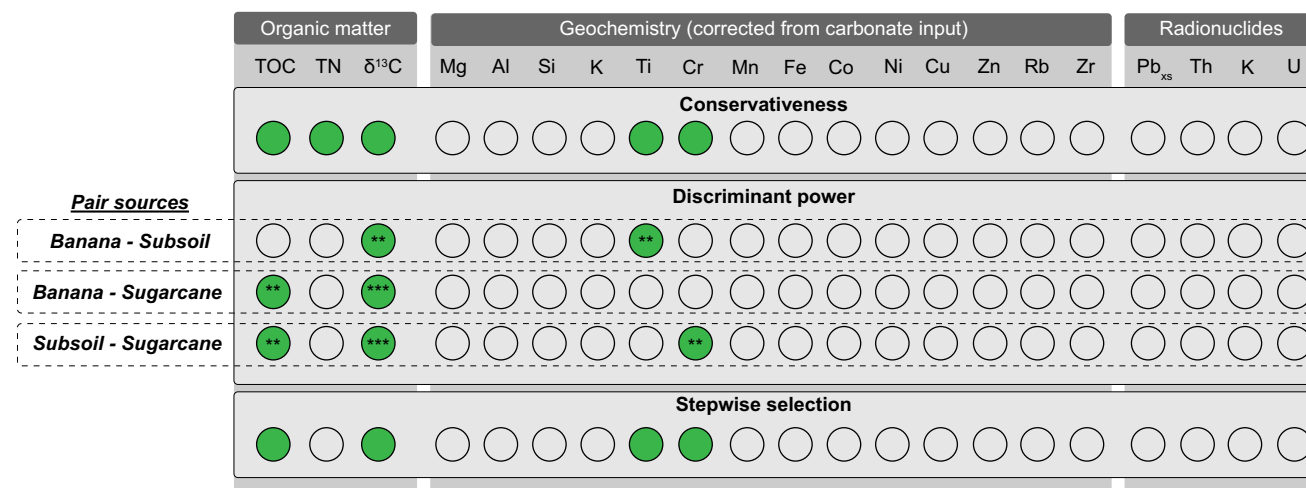 Organic matter Geochemistry (corrected from carbonate input) Radionuclides
TOC TN δ¹³C Mg Al Si K Ti Cr Mn Fe Co Ni Cu Zn Rb Zr Pbxs Th K U
Conservativeness
Pair sources Discriminant power
Banana - Subsoil ** **
Banana - Sugarcane ** ***
Subsoil - Sugarcane ** *** **
Stepwise selection